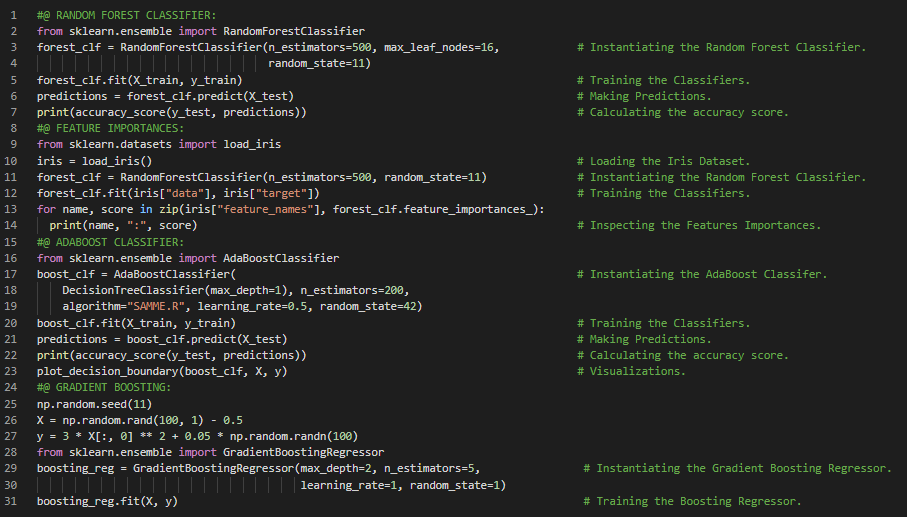 1 #@ RANDOM FOREST CLASSIFIER:
2 from sklearn.ensemble import RandomForestClassifier
3 forest_clf = RandomForestClassifier(n_estimators=500, max_leaf_nodes=16, # Instantiating the Random Forest Classifier.
4 random_state=11)
5 forest_clf.fit(X_train, y_train) # Training the Classifiers.
6 predictions = forest_clf.predict(X_test) # Making Predictions.
7 print(accuracy_score(y_test, predictions)) # Calculating the accuracy score.
8 #@ FEATURE IMPORTANCES:
9 from sklearn.datasets import load_iris
10 iris = load_iris() # Loading the Iris Dataset.
11 forest_clf = RandomForestClassifier(n_estimators=500, random_state=11) # Instantiating the Random Forest Classifier.
12 forest_clf.fit(iris["data"], iris["target"]) # Training the Classifiers.
13 for name, score in zip(iris["feature_names"], forest_clf.feature_importances_):
14 print(name, ":", score) # Inspecting the Features Importances.
15 #@ ADABOOST CLASSIFIER:
16 from sklearn.ensemble import AdaBoostClassifier
17 boost_clf = AdaBoostClassifier( # Instantiating the AdaBoost Classifer.
18 DecisionTreeClassifier(max_depth=1), n_estimators=200,
19 algorithm="SAMME.R", learning_rate=0.5, random_state=42)
20 boost_clf.fit(X_train, y_train) # Training the Classifiers.
21 predictions = boost_clf.predict(X_test) # Making Predictions.
22 print(accuracy_score(y_test, predictions)) # Calculating the accuracy score.
23 plot_decision_boundary(boost_clf, X, y) # Visualizations.
24 #@ GRADIENT BOOSTING:
25 np.random.seed(11)
26 X = np.random.rand(100, 1) - 0.5
27 y = 3 * X[:, 0] ** 2 + 0.05 * np.random.randn(100)
28 from sklearn.ensemble import GradientBoostingRegressor
29 boosting_reg = GradientBoostingRegressor(max_depth=2, n_estimators=5, # Instantiating the Gradient Boosting Regressor.
30 learning_rate=1, random_state=1)
31 boosting_reg.fit(X, y) # Training the Boosting Regressor.